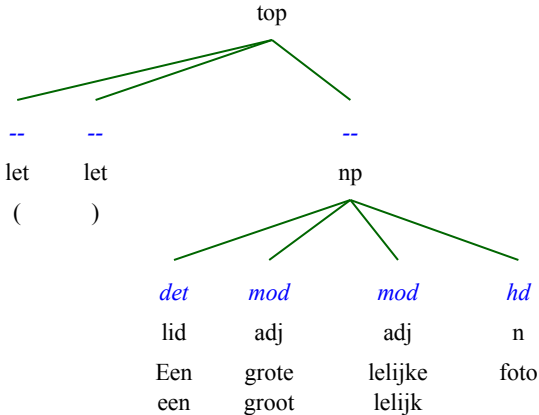 top
-- -- --
let let np
( )
det mod mod hd
lid adj adj n
Een grote lelijke foto
een groot lelijk